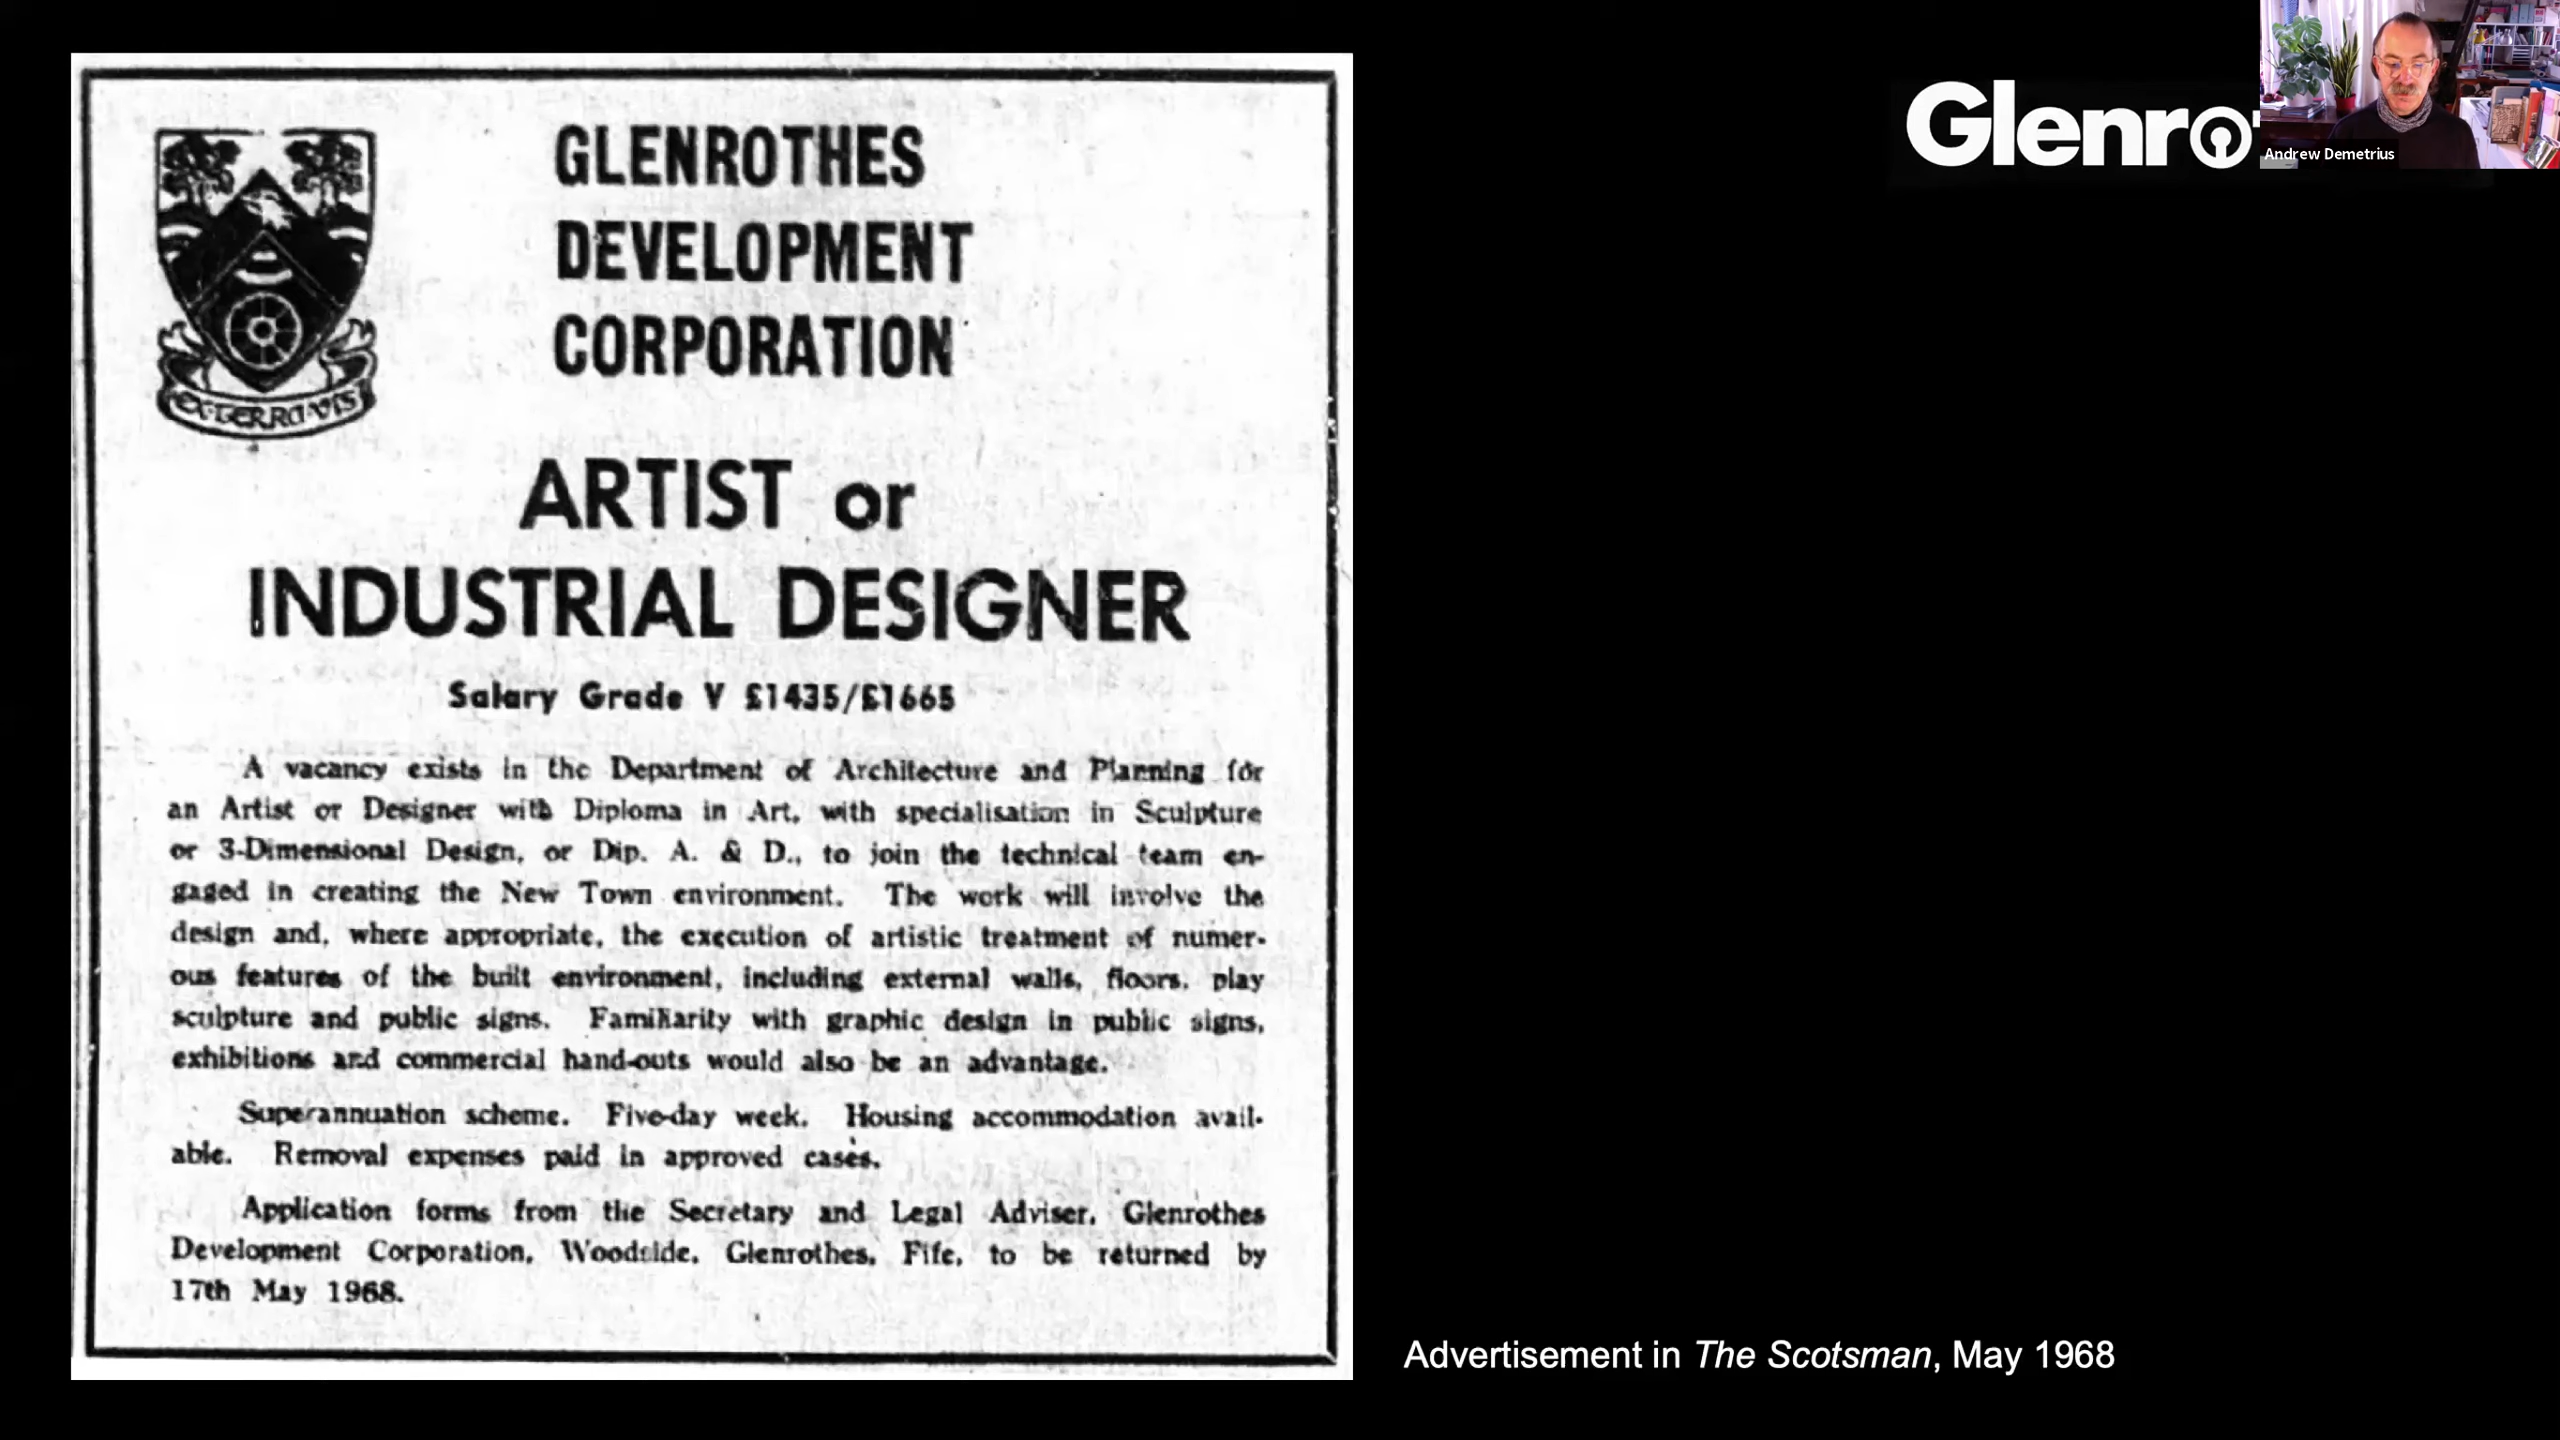 EX TERRA VIS
GLENROTHES
DEVELOPMENT
CORPORATION
ARTIST or
INDUSTRIAL DESIGNER
Salary Grade V £1435/£1665
A vacancy exists in the Department of Architecture and Planning for
an Artist or Designer with Diploma in Art, with specialisation in Sculpture
or 3-Dimensional Design, or Dip. A. & D., to join the technical team en-
gaged in creating the New Town environment. The work will involve the
design and, where appropriate, the execution of artistic treatment of numer-
ous features of the built environment, including external walls, floors, play
sculpture and public signs. Familiarity with graphic design in public signs,
exhibitions and commercial hand-outs would also be an advantage.
Superannuation scheme. Five-day week. Housing accommodation avail-
able. Removal expenses paid in approved cases.
Application forms from the Secretary and Legal Adviser, Glenrothes
Development Corporation, Woodside, Glenrothes, Fife, to be returned by
17th May 1968.
Glenro
Andrew Demetrius
Advertisement in The Scotsman, May 1968